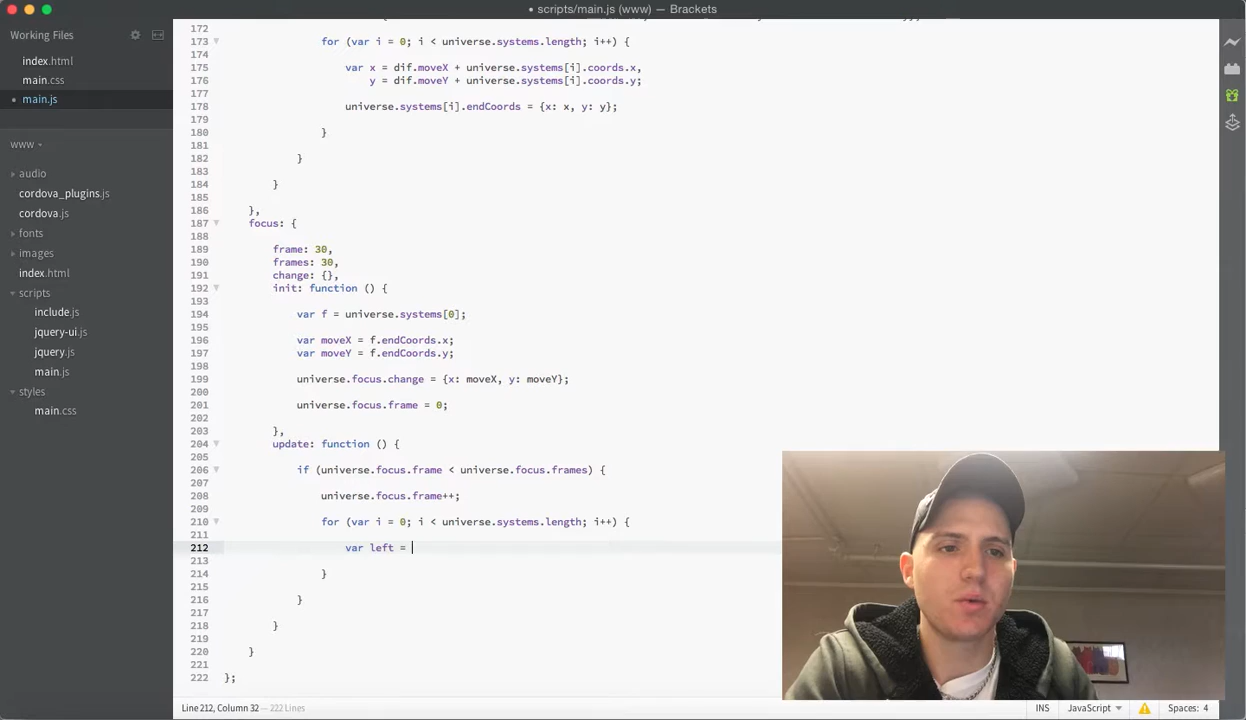 • scripts/main.js (www) — Brackets
Working Files
index.html
main.css
• main.js
www
audio
cordova_plugins.js
cordova.js
fonts
images
index.html
scripts
include.js
jquery-ui.js
jquery.js
main.js
styles
main.css
172
173 for (var i = 0; i < universe.systems.length; i++) {
174
175 var x = dif.moveX + universe.systems[i].coords.x,
176 y = dif.moveY + universe.systems[i].coords.y;
177
178 universe.systems[i].endCoords = {x: x, y: y};
179
180 }
181
182 }
183
184 }
185
186 },
187 focus: {
188
189 frame: 30,
190 frames: 30,
191 change: {},
192 init: function () {
193
194 var f = universe.systems[0];
195
196 var moveX = f.endCoords.x;
197 var moveY = f.endCoords.y;
198
199 universe.focus.change = {x: moveX, y: moveY};
200
201 universe.focus.frame = 0;
202
203 },
204 update: function () {
205
206 if (universe.focus.frame < universe.focus.frames) {
207
208 universe.focus.frame++;
209
210 for (var i = 0; i < universe.systems.length; i++) {
211
212 var left =
213
214 }
215
216 }
217
218 }
219
220 }
221
222 };
Line 212, Column 32 — 222 Lines
INS
JavaScript
Spaces: 4